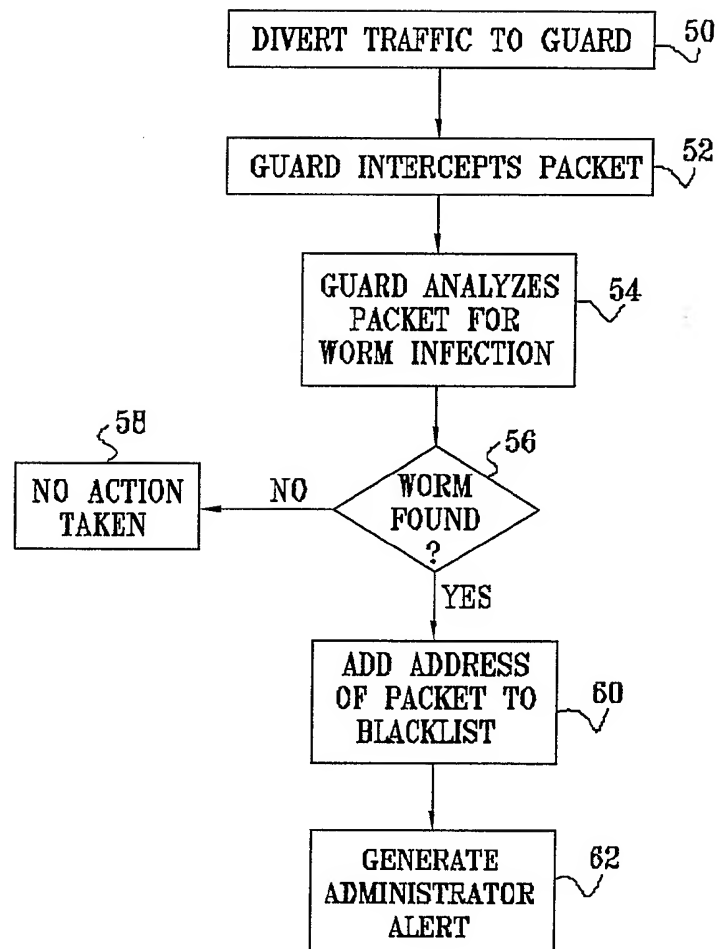 DIVERT TRAFFIC TO GUARD
50
GUARD INTERCEPTS PACKET
52
GUARD ANALYZES
PACKET FOR
WORM INFECTION
54
58
NO ACTION
TAKEN
NO
56
WORM
FOUND
?
YES
ADD ADDRESS
OF PACKET TO
BLACKLIST
60
GENERATE
ADMINISTRATOR
ALERT
62